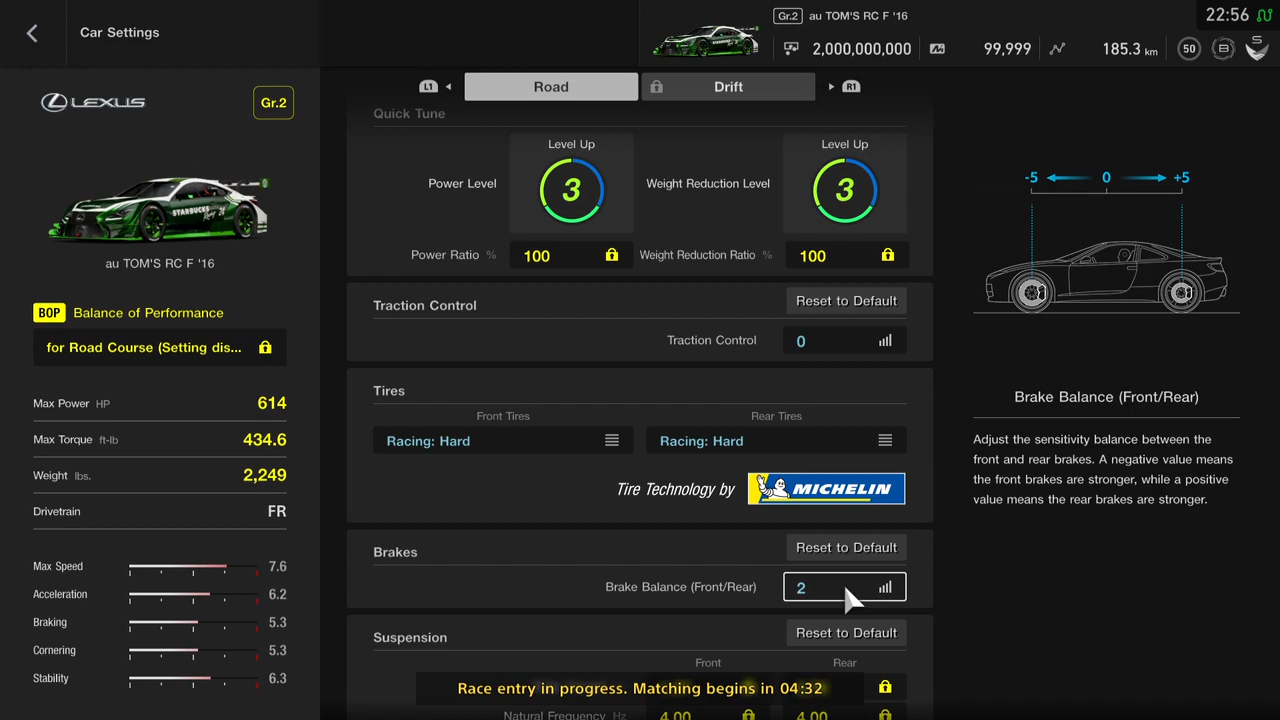 Car Settings
Gr.2 au TOM'S RC F '16
22:56
2,000,000,000 99,999 185.3 km 50 B S
L1 Road Drift R1
LEXUS Gr.2
STARBUCKS
au TOM'S RC F '16
BOP Balance of Performance
for Road Course (Setting dis...
Max Power HP 614
Max Torque ft-lb 434.6
Weight lbs. 2,249
Drivetrain FR
Max Speed 7.6
Acceleration 6.2
Braking 5.3
Cornering 5.3
Stability 6.3
Quick Tune
Level Up Level Up
Power Level 3 Weight Reduction Level 3
Power Ratio % 100 Weight Reduction Ratio % 100
Traction Control Reset to Default
Traction Control 0
Tires
Front Tires Rear Tires
Racing: Hard Racing: Hard
Tire Technology by MICHELIN
Brakes Reset to Default
Brake Balance (Front/Rear) 2
Suspension Reset to Default
Front Rear
Race entry in progress. Matching begins in 04:32
Natural Frequency Hz 4.00 4.00
-5 0 +5
Brake Balance (Front/Rear)
Adjust the sensitivity balance between the
front and rear brakes. A negative value means
the front brakes are stronger, while a positive
value means the rear brakes are stronger.